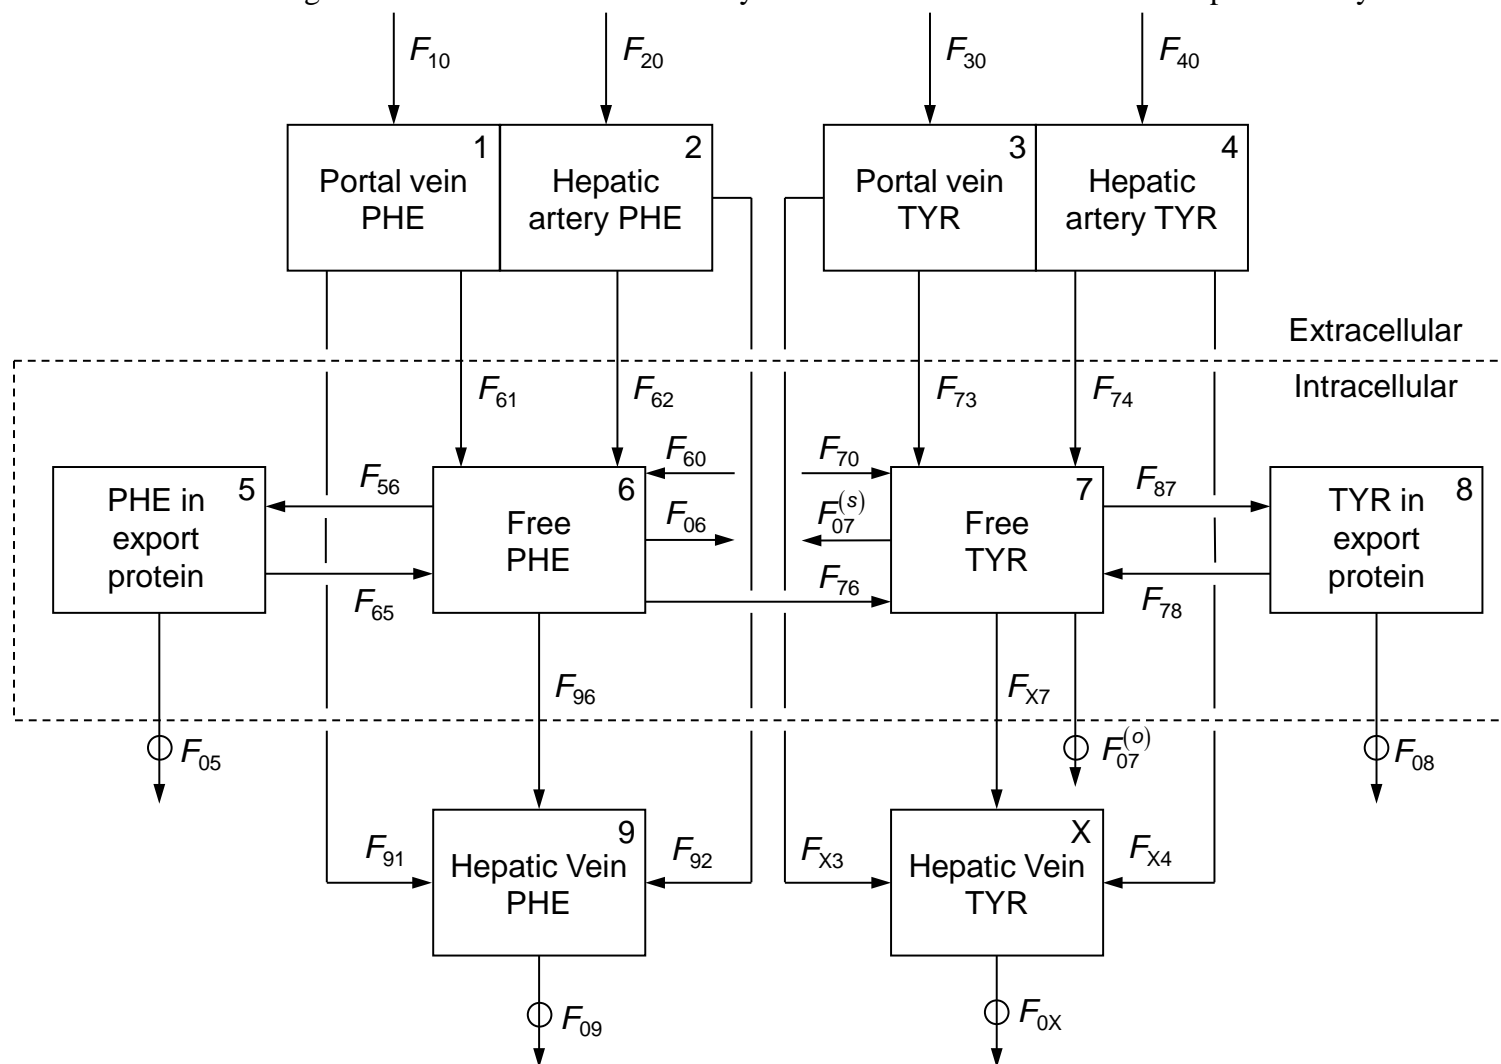 F10
F20
F30
F40
1
Portal vein
PHE
2
Hepatic
artery PHE
3
Portal vein
TYR
4
Hepatic
artery TYR
Extracellular
Intracellular
F61
F62
F73
F74
5
PHE in
export
protein
F56
F65
6
Free
PHE
F60
F06
F76
F70
F07(s)
7
Free
TYR
F87
F78
8
TYR in
export
protein
F96
FX7
F05
F07(o)
F08
F91
9
Hepatic Vein
PHE
F92
FX3
X
Hepatic Vein
TYR
FX4
F09
F0X